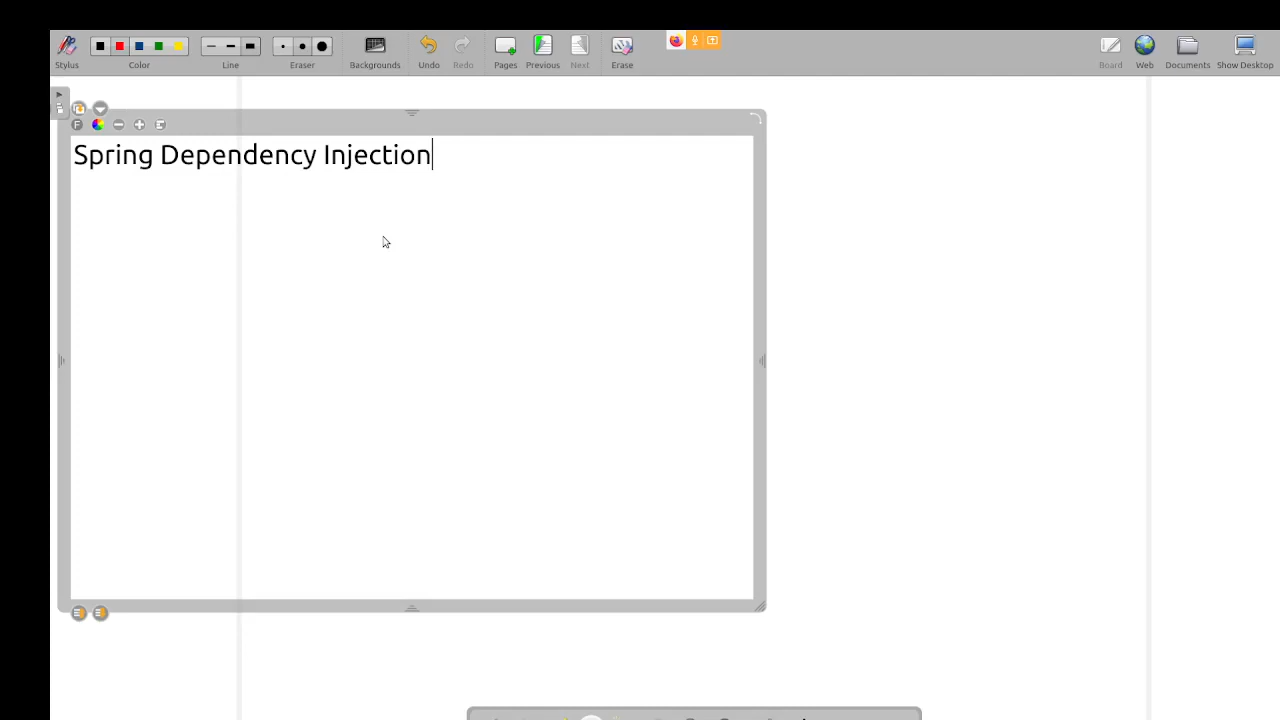 Stylus Color Line Eraser Backgrounds Undo Redo Pages Previous Next Erase Board Web Documents Show Desktop
F
Spring Dependency Injection